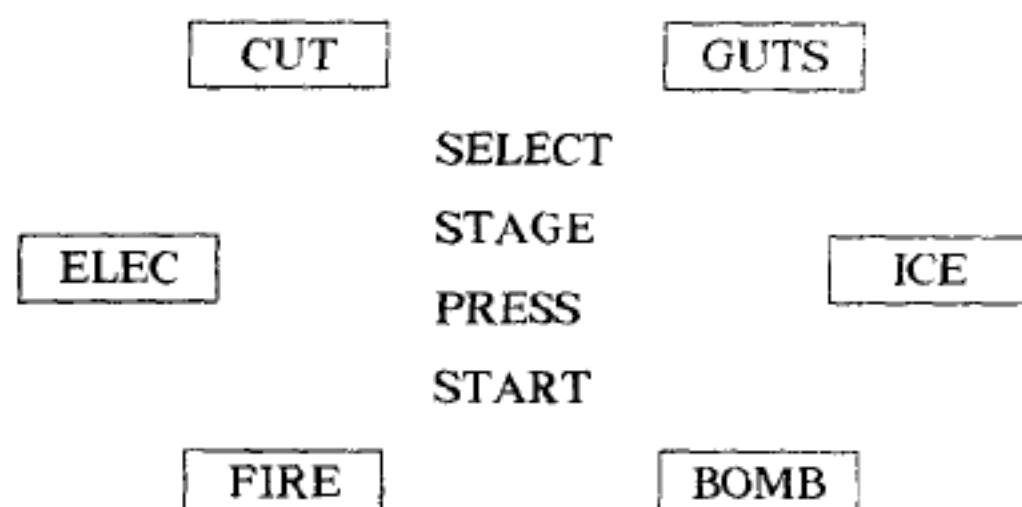 CUT GUTS
SELECT
STAGE
ELEC ICE
PRESS
START
FIRE BOMB